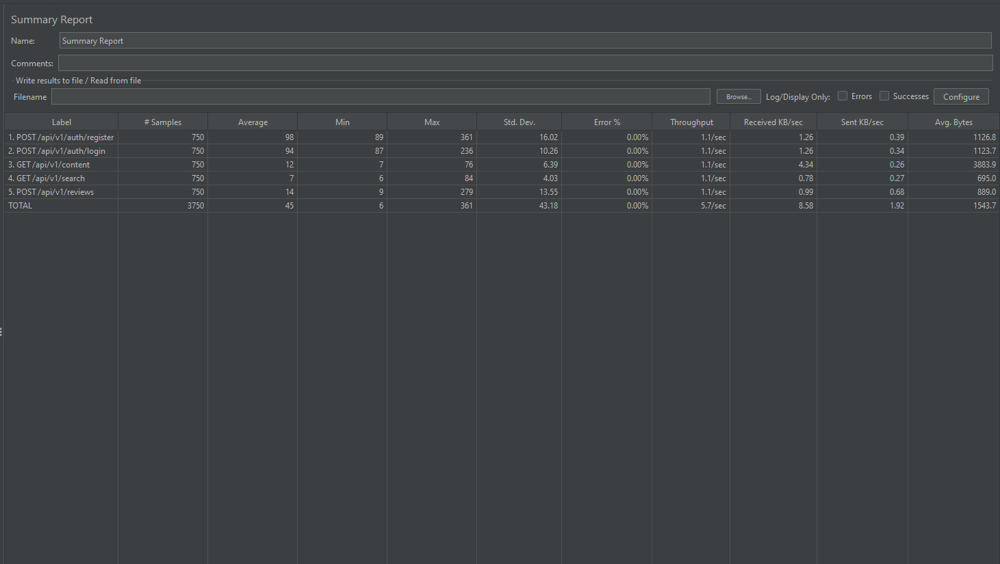 Summary Report
Name: Summary Report
Comments:
Write results to file / Read from file
Filename Browse... Log/Display Only: Errors Successes Configure
Label # Samples Average Min Max Std. Dev. Error % Throughput Received KB/sec Sent KB/sec Avg. Bytes
1. POST /api/v1/auth/register 750 98 89 361 16.02 0.00% 1.1/sec 1.26 0.39 1126.8
2. POST /api/v1/auth/login 750 94 87 236 10.26 0.00% 1.1/sec 1.26 0.34 1123.7
3. GET /api/v1/content 750 12 7 76 6.39 0.00% 1.1/sec 4.34 0.26 3883.9
4. GET /api/v1/search 750 7 6 84 4.03 0.00% 1.1/sec 0.78 0.27 695.0
5. POST /api/v1/reviews 750 14 9 279 13.55 0.00% 1.1/sec 0.99 0.68 889.0
TOTAL 3750 45 6 361 43.18 0.00% 5.7/sec 8.58 1.92 1543.7